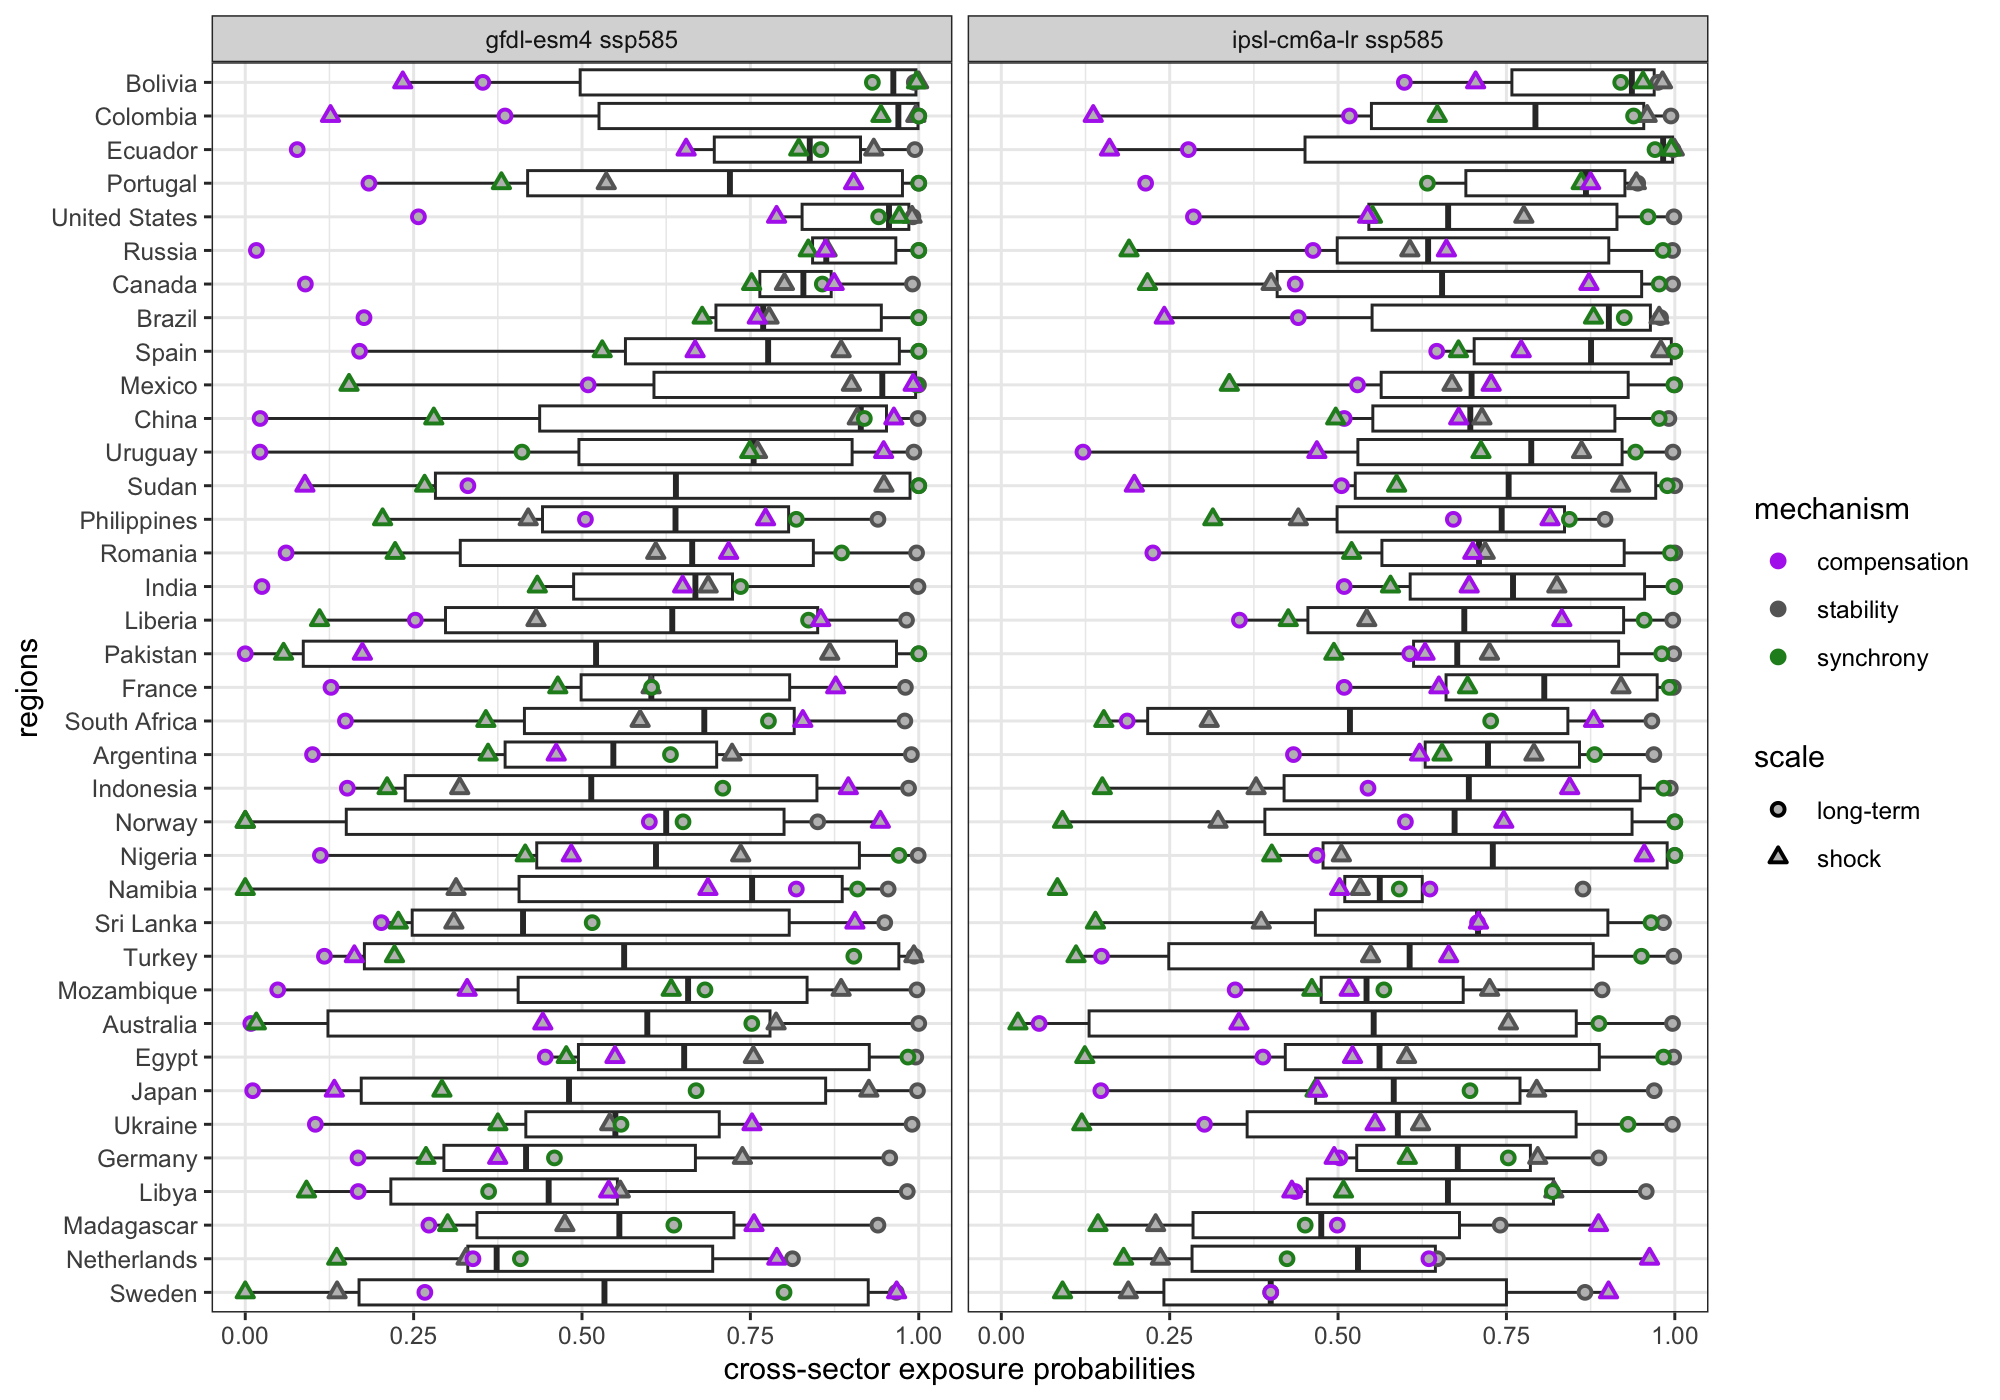 gfdl-esm4 ssp585
ipsl-cm6a-lr ssp585
Bolivia
Colombia
Ecuador
Portugal
United States
Russia
Canada
Brazil
Spain
Mexico
China
Uruguay
Sudan
Philippines
Romania
India
Liberia
Pakistan
France
South Africa
Argentina
Indonesia
Norway
Nigeria
Namibia
Sri Lanka
Turkey
Mozambique
Australia
Egypt
Japan
Ukraine
Germany
Libya
Madagascar
Netherlands
Sweden
regions
0.00 0.25 0.50 0.75 1.00
0.00 0.25 0.50 0.75 1.00
cross-sector exposure probabilities
mechanism
compensation
stability
synchrony
scale
long-term
shock